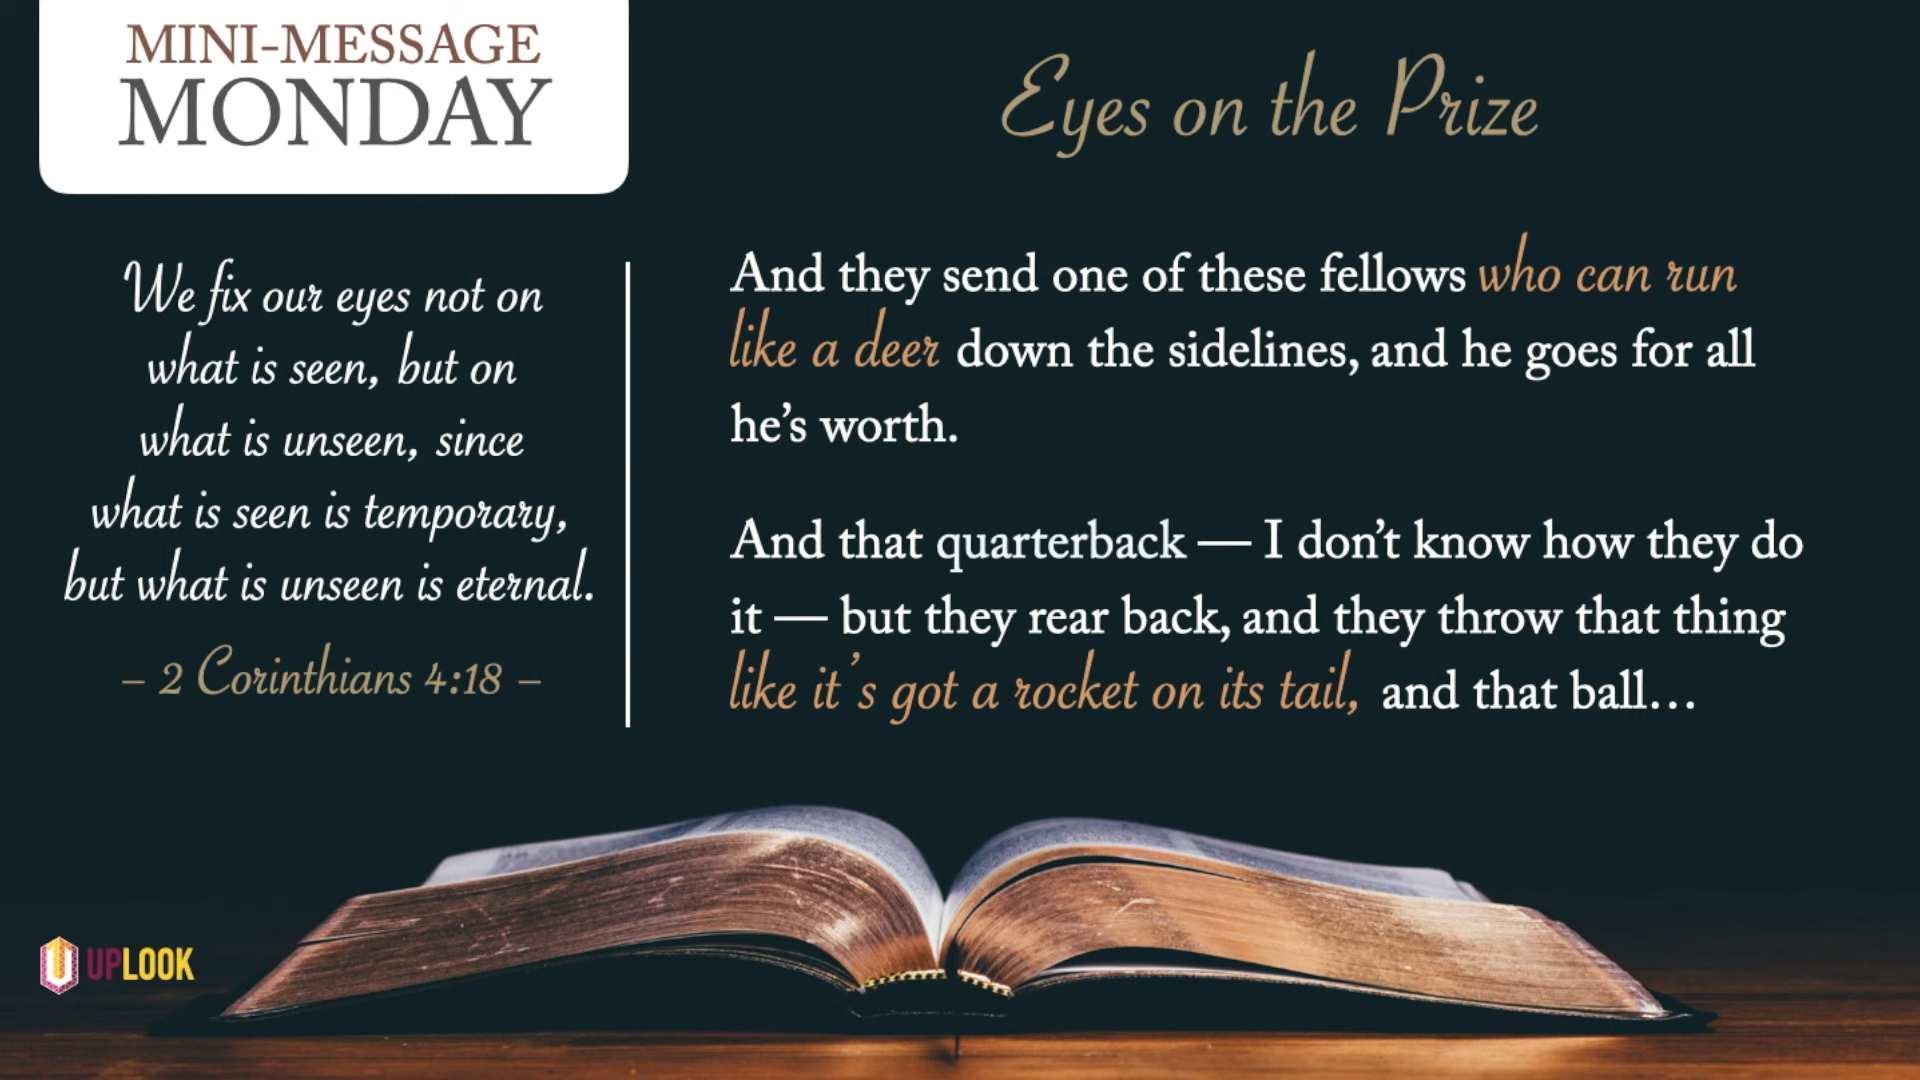 MINI-MESSAGE
MONDAY
Eyes on the Prize
We fix our eyes not on
what is seen, but on
what is unseen, since
what is seen is temporary,
but what is unseen is eternal.
– 2 Corinthians 4:18 –
And they send one of these fellows who can run
like a deer down the sidelines, and he goes for all
he’s worth.
And that quarterback — I don’t know how they do
it — but they rear back, and they throw that thing
like it’s got a rocket on its tail, and that ball…
UPLOOK